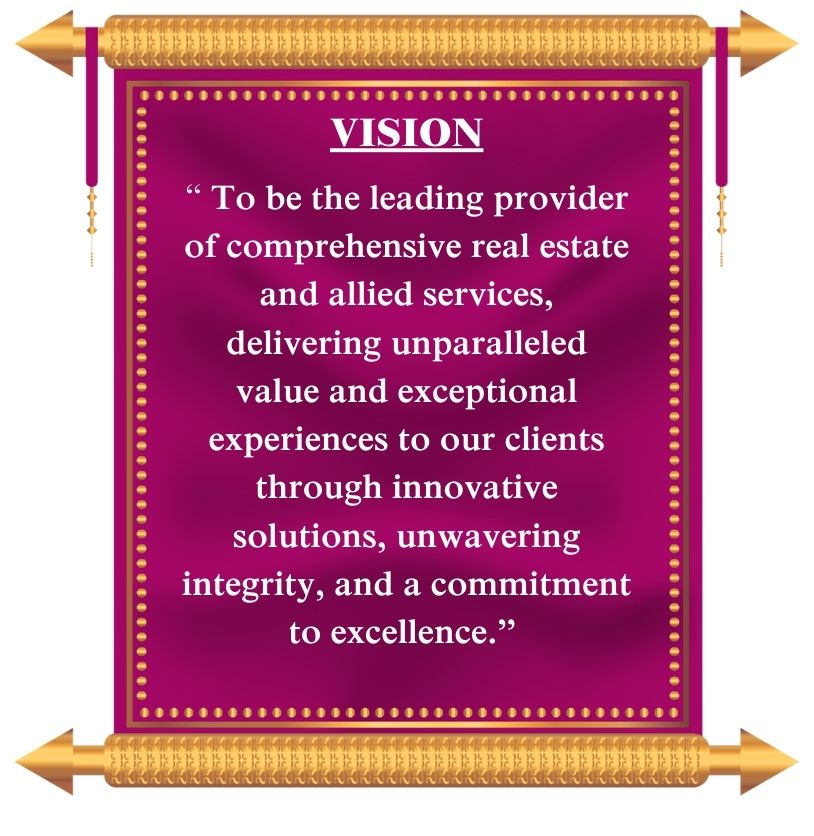 VISION
“ To be the leading provider
of comprehensive real estate
and allied services,
delivering unparalleled
value and exceptional
experiences to our clients
through innovative
solutions, unwavering
integrity, and a commitment
to excellence.”